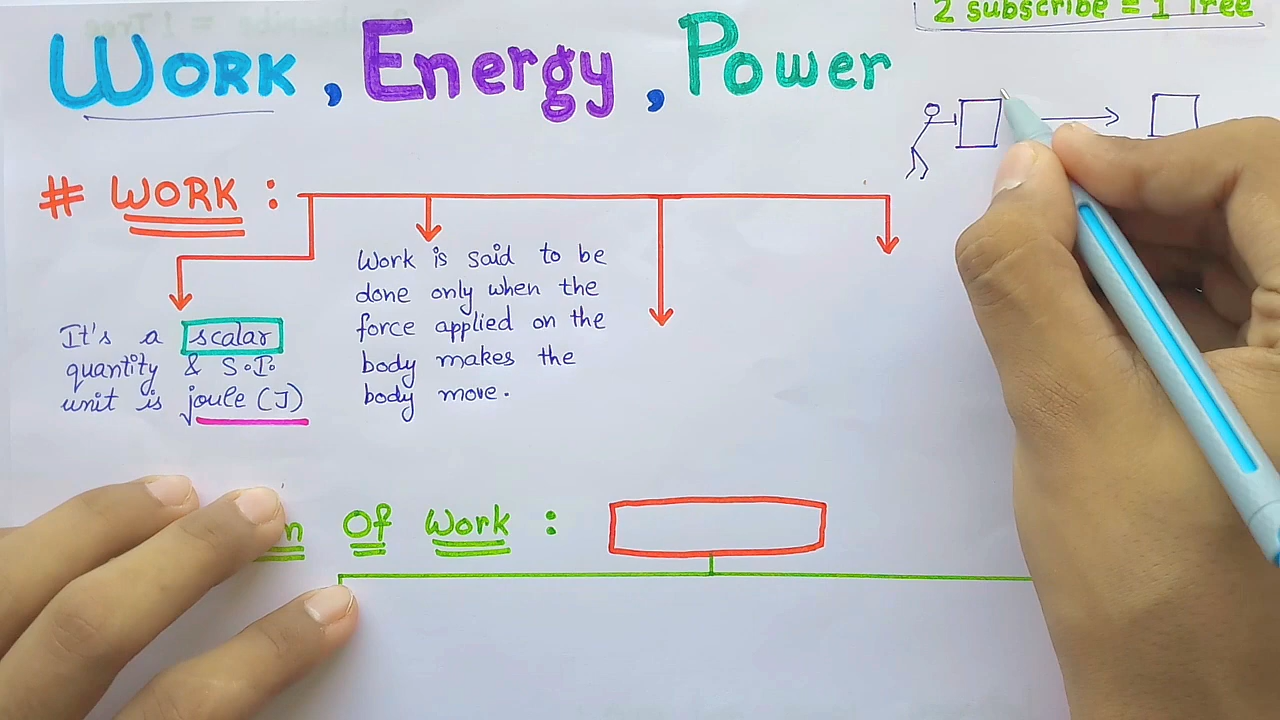 2 subscribe = 1 Tree
WORK, Energy, Power
# WORK :
It's a scalar
quantity & S.I.
unit is joule (J)
Work is said to be
done only when the
force applied on the
body makes the
body move.
Of Work :